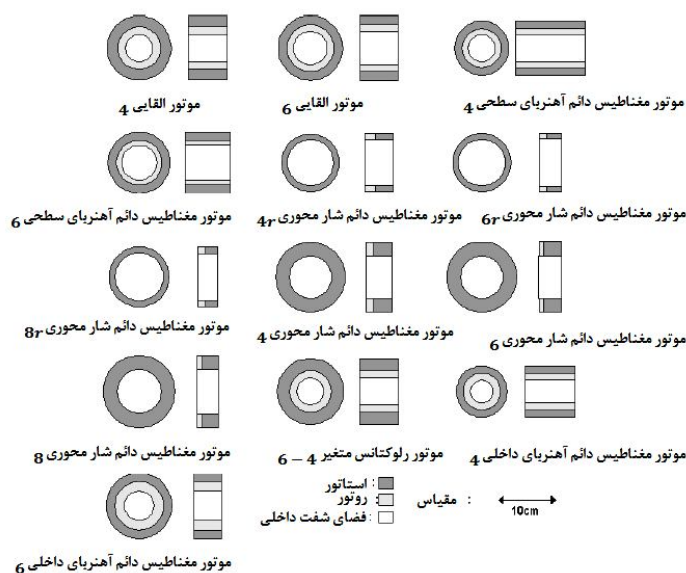 موتور القایی 4
موتور القایی 6
موتور مغناطیس دائم آهنربای سطحی 4
موتور مغناطیس دائم آهنربای سطحی 6
موتور مغناطیس دائم شار محوری 4r
موتور مغناطیس دائم شار محوری 6r
موتور مغناطیس دائم شار محوری 8r
موتور مغناطیس دائم شار محوری 4
موتور مغناطیس دائم شار محوری 6
موتور مغناطیس دائم شار محوری 8
موتور رلوکتانس متغیر 4 – 6
موتور مغناطیس دائم آهنربای داخلی 4
موتور مغناطیس دائم آهنربای داخلی 6
استاتور :
روتور :
فضای شفت داخلی :
مقیاس :
10cm